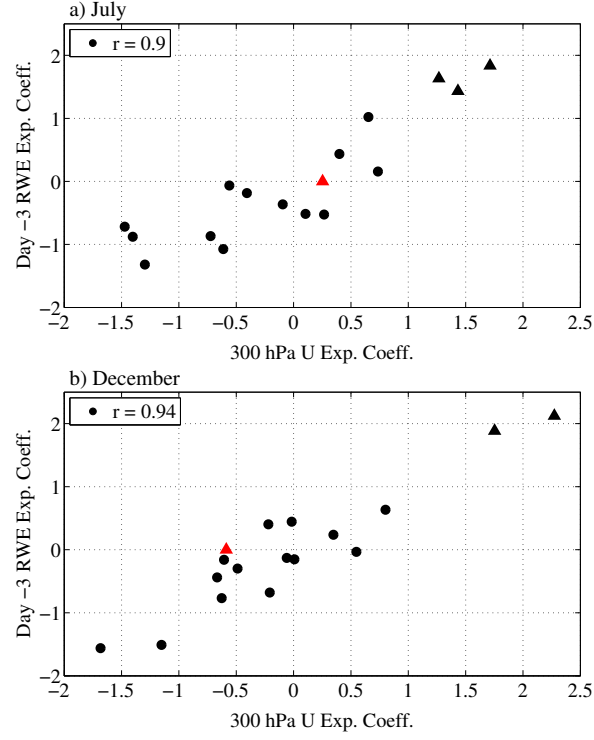 a) July
r = 0.9
2
1
0
−1
−2
Day −3 RWE Exp. Coeff.
−2 −1.5 −1 −0.5 0 0.5 1 1.5 2 2.5
300 hPa U Exp. Coeff.
b) December
r = 0.94
2
1
0
−1
−2
Day −3 RWE Exp. Coeff.
−2 −1.5 −1 −0.5 0 0.5 1 1.5 2 2.5
300 hPa U Exp. Coeff.